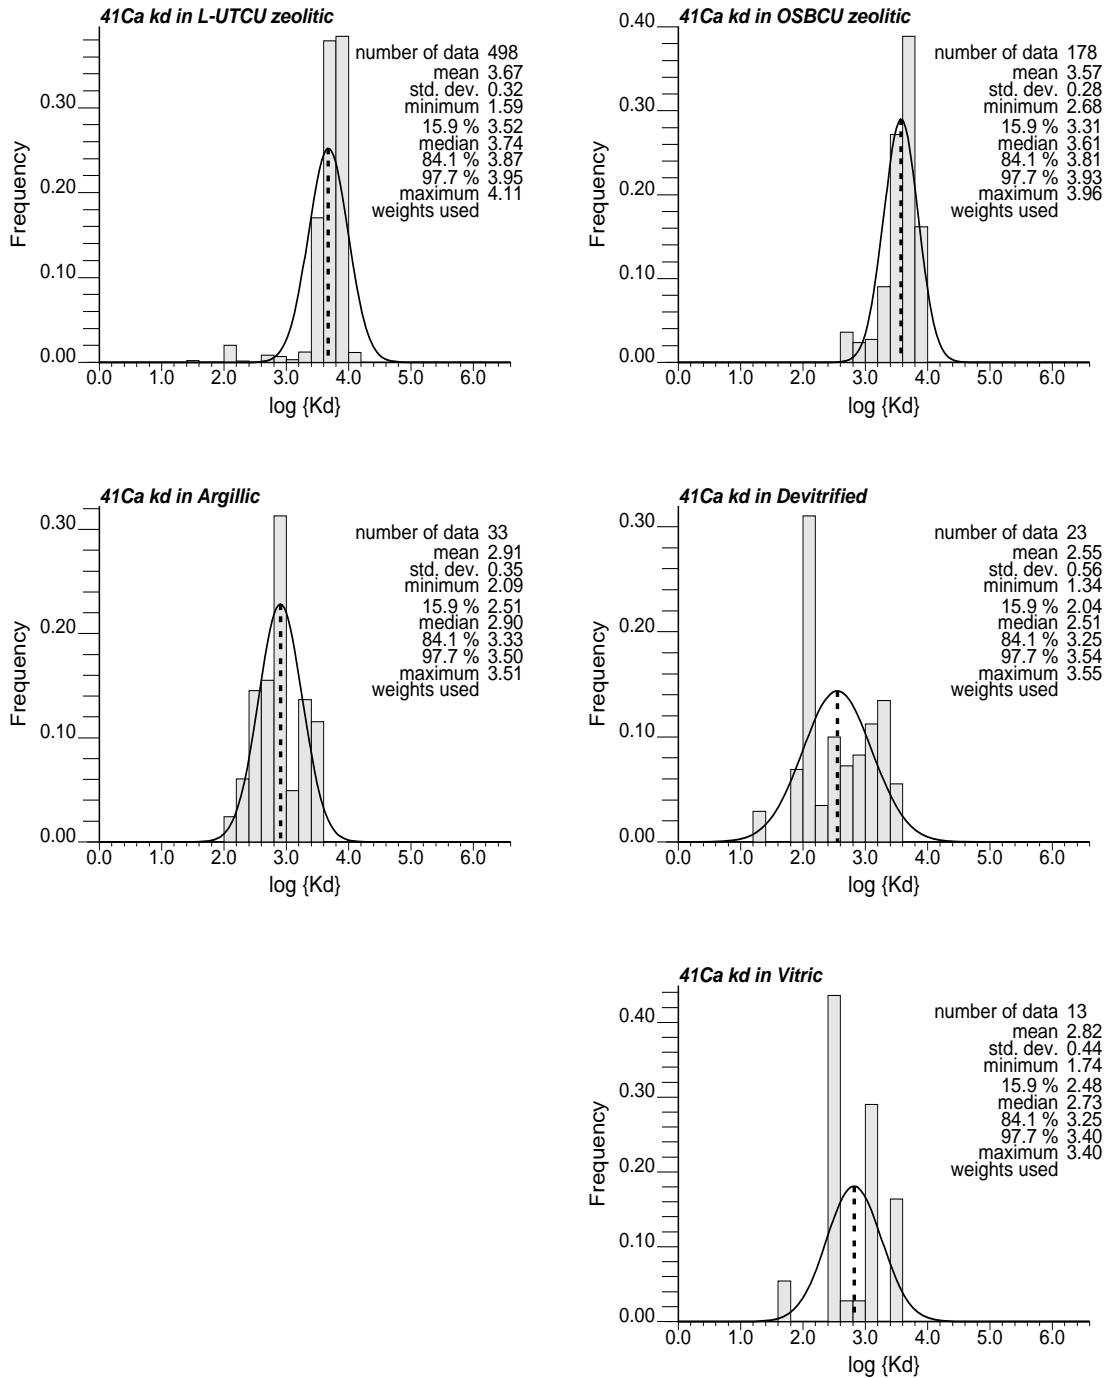 41Ca kd in L-UTCU zeolitic
number of data 498
mean 3.67
std. dev. 0.32
minimum 1.59
15.9 % 3.52
median 3.74
84.1 % 3.87
97.7 % 3.95
maximum 4.11
weights used
Frequency
0.30
0.20
0.10
0.00
0.0 1.0 2.0 3.0 4.0 5.0 6.0
log {Kd}
41Ca kd in OSBCU zeolitic
number of data 178
mean 3.57
std. dev. 0.28
minimum 2.68
15.9 % 3.31
median 3.61
84.1 % 3.81
97.7 % 3.93
maximum 3.96
weights used
Frequency
0.40
0.30
0.20
0.10
0.00
0.0 1.0 2.0 3.0 4.0 5.0 6.0
log {Kd}
41Ca kd in Argillic
number of data 33
mean 2.91
std. dev. 0.35
minimum 2.09
15.9 % 2.51
median 2.90
84.1 % 3.33
97.7 % 3.50
maximum 3.51
weights used
Frequency
0.30
0.20
0.10
0.00
0.0 1.0 2.0 3.0 4.0 5.0 6.0
log {Kd}
41Ca kd in Devitrified
number of data 23
mean 2.55
std. dev. 0.56
minimum 1.34
15.9 % 2.04
median 2.51
84.1 % 3.25
97.7 % 3.54
maximum 3.55
weights used
Frequency
0.30
0.20
0.10
0.00
0.0 1.0 2.0 3.0 4.0 5.0 6.0
log {Kd}
41Ca kd in Vitric
number of data 13
mean 2.82
std. dev. 0.44
minimum 1.74
15.9 % 2.48
median 2.73
84.1 % 3.25
97.7 % 3.40
maximum 3.40
weights used
Frequency
0.40
0.30
0.20
0.10
0.00
0.0 1.0 2.0 3.0 4.0 5.0 6.0
log {Kd}